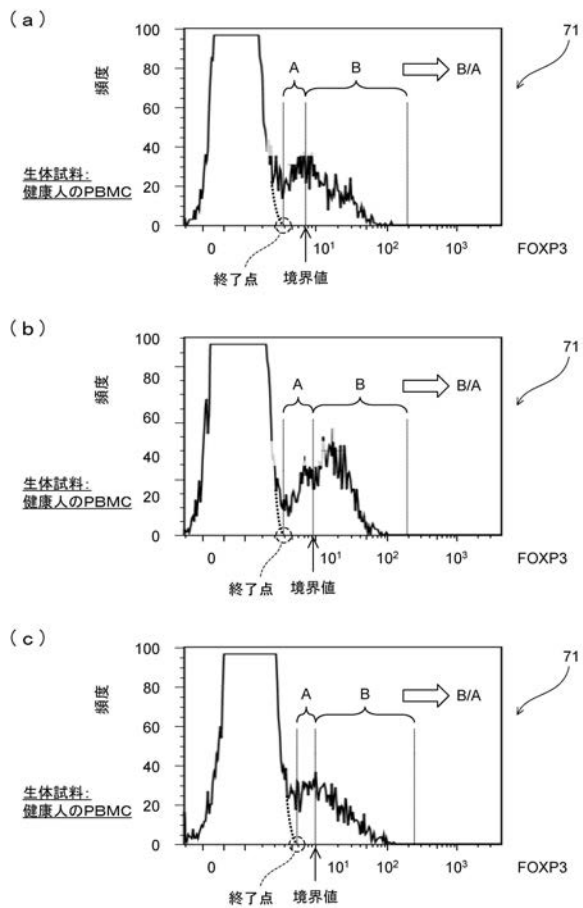 (a)
71
100
80
60
40
20
0
頻度
A
B
B/A
生体試料:
健康人のPBMC
0
10¹
10²
10³
FOXP3
終了点
境界値
(b)
71
100
80
60
40
20
0
頻度
A
B
B/A
生体試料:
健康人のPBMC
0
10¹
10²
10³
FOXP3
終了点
境界値
(c)
71
100
80
60
40
20
0
頻度
A
B
B/A
生体試料:
健康人のPBMC
0
10¹
10²
10³
FOXP3
終了点
境界値